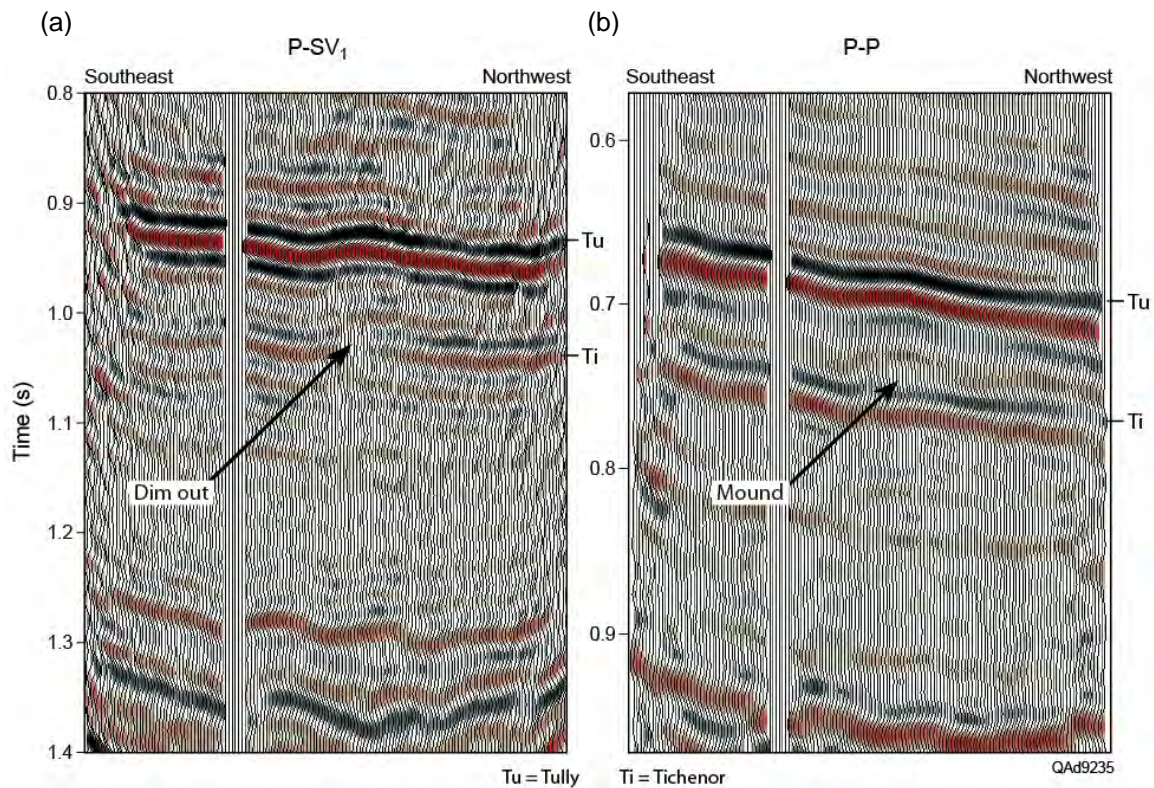 (a)
P-SV₁
Southeast Northwest
0.8
0.9
1.0
1.1
1.2
1.3
1.4
Time (s)
Tu
Ti
Dim out
(b)
P-P
Southeast Northwest
0.6
0.7
0.8
0.9
Tu
Ti
Mound
Tu = Tully Ti = Tichenor
QAd9235